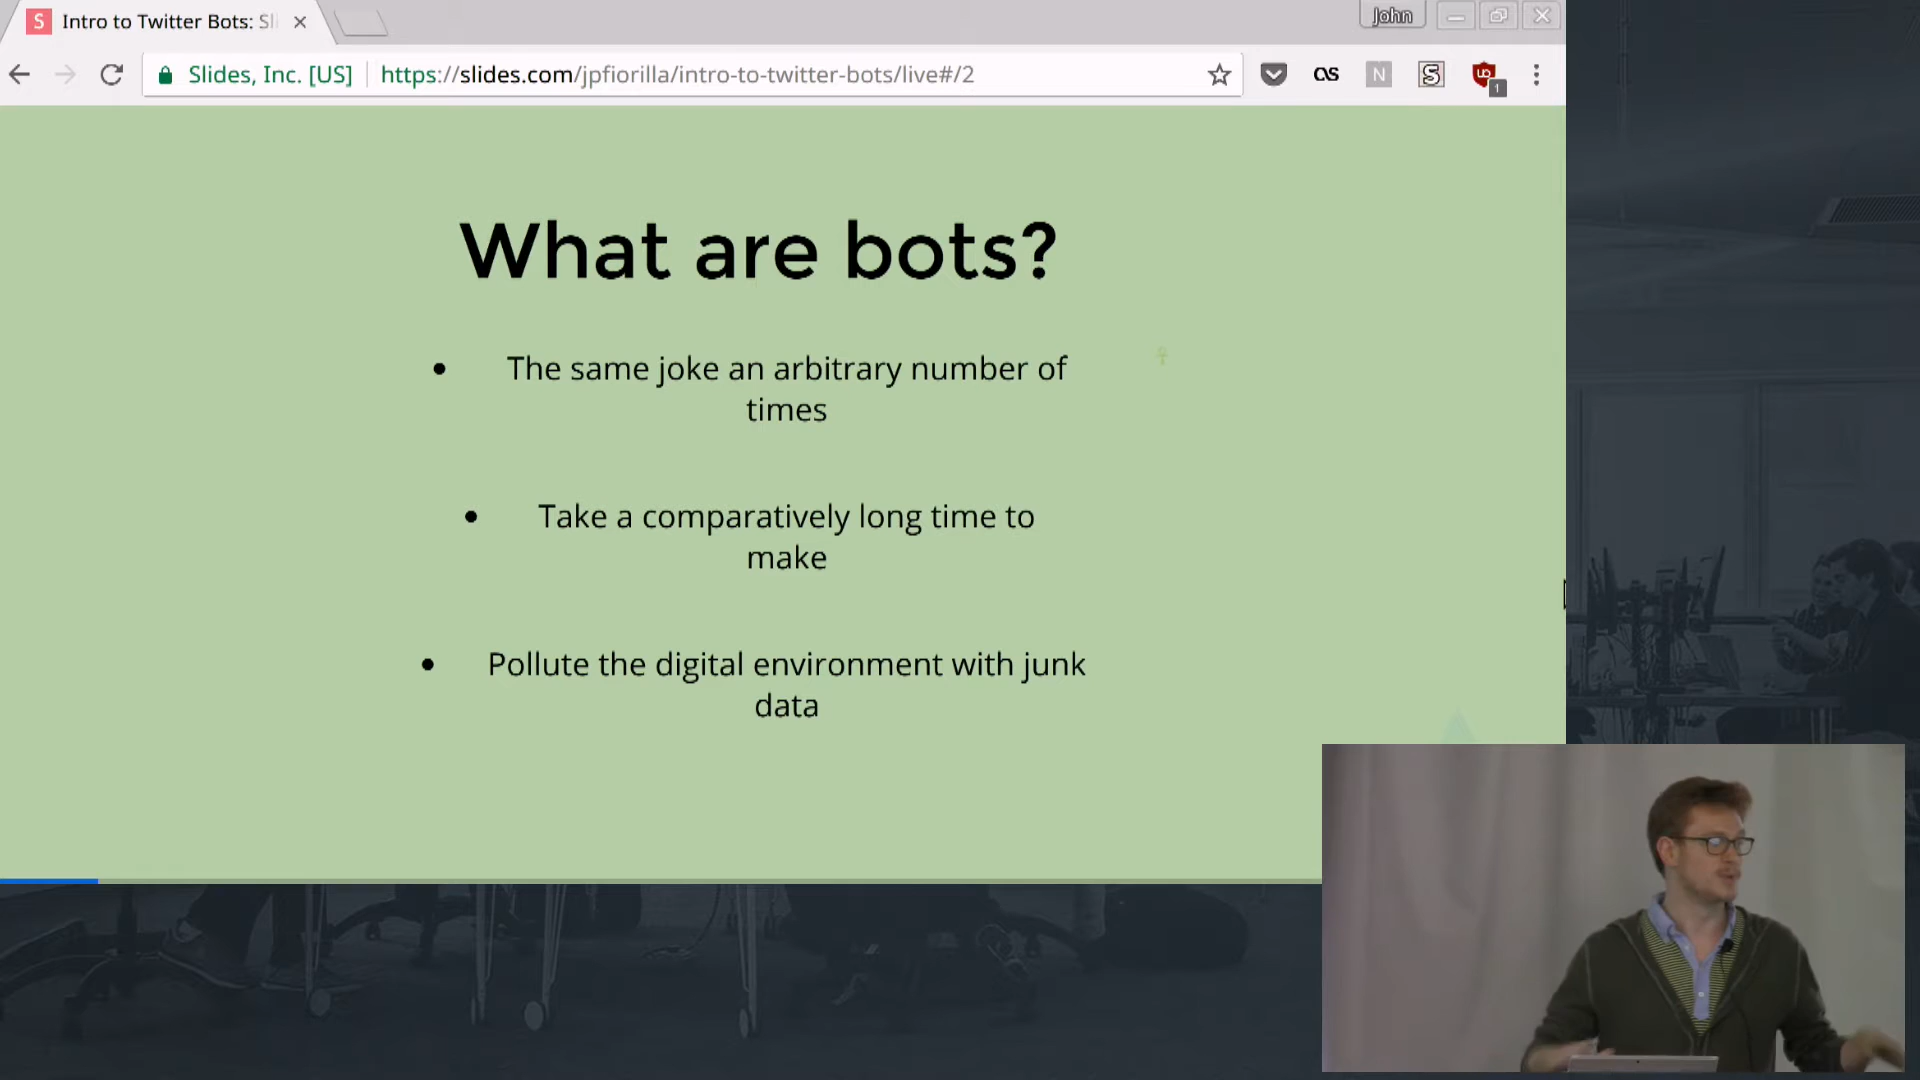 S Intro to Twitter Bots: Sli
John
Slides, Inc. [US] https://slides.com/jpfiorilla/intro-to-twitter-bots/live#/2
N S 1
What are bots?
• The same joke an arbitrary number of
times
• Take a comparatively long time to
make
• Pollute the digital environment with junk
data